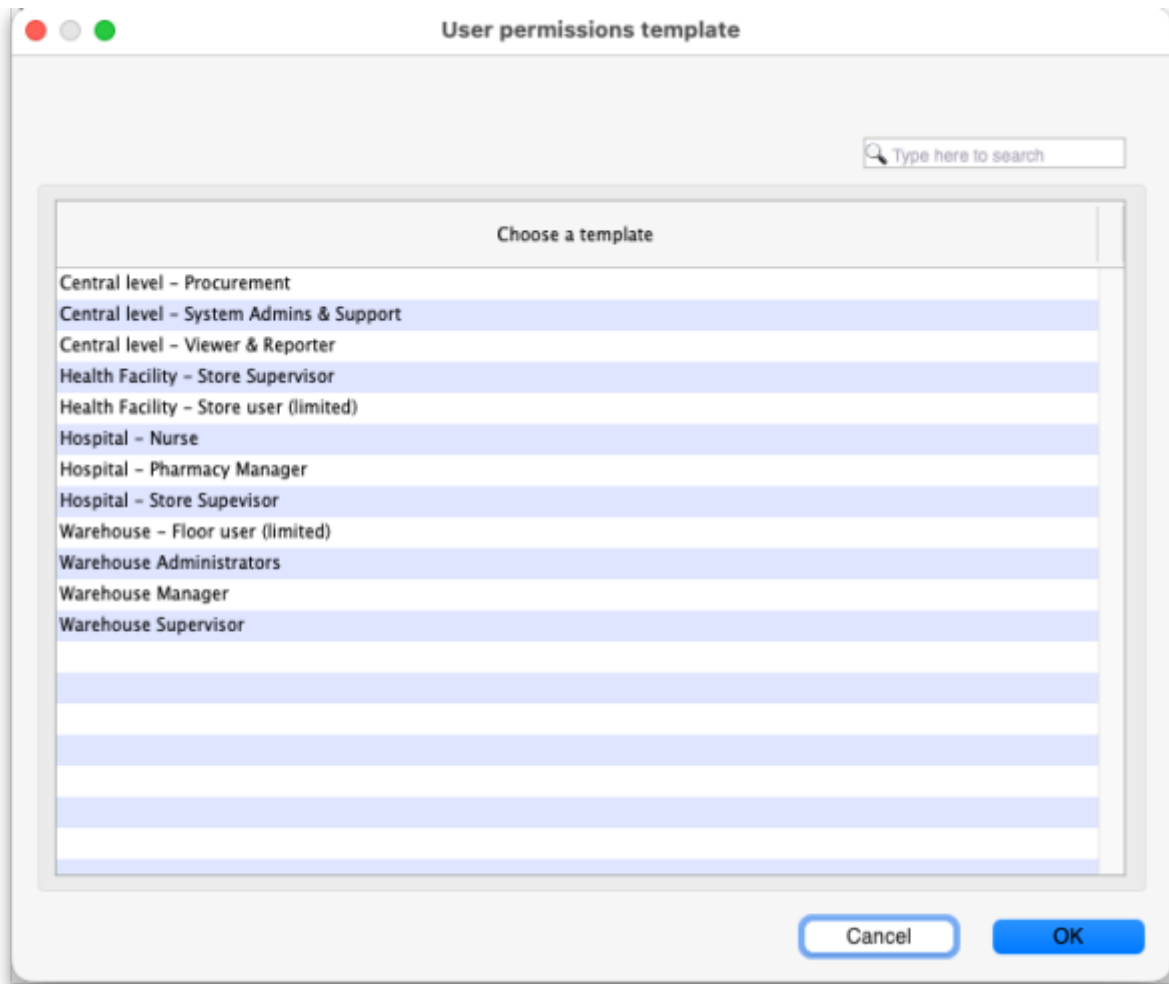 User permissions template
Type here to search
Choose a template
Central level – Procurement
Central level – System Admins & Support
Central level – Viewer & Reporter
Health Facility – Store Supervisor
Health Facility – Store user (limited)
Hospital – Nurse
Hospital – Pharmacy Manager
Hospital – Store Supevisor
Warehouse – Floor user (limited)
Warehouse Administrators
Warehouse Manager
Warehouse Supervisor
Cancel OK